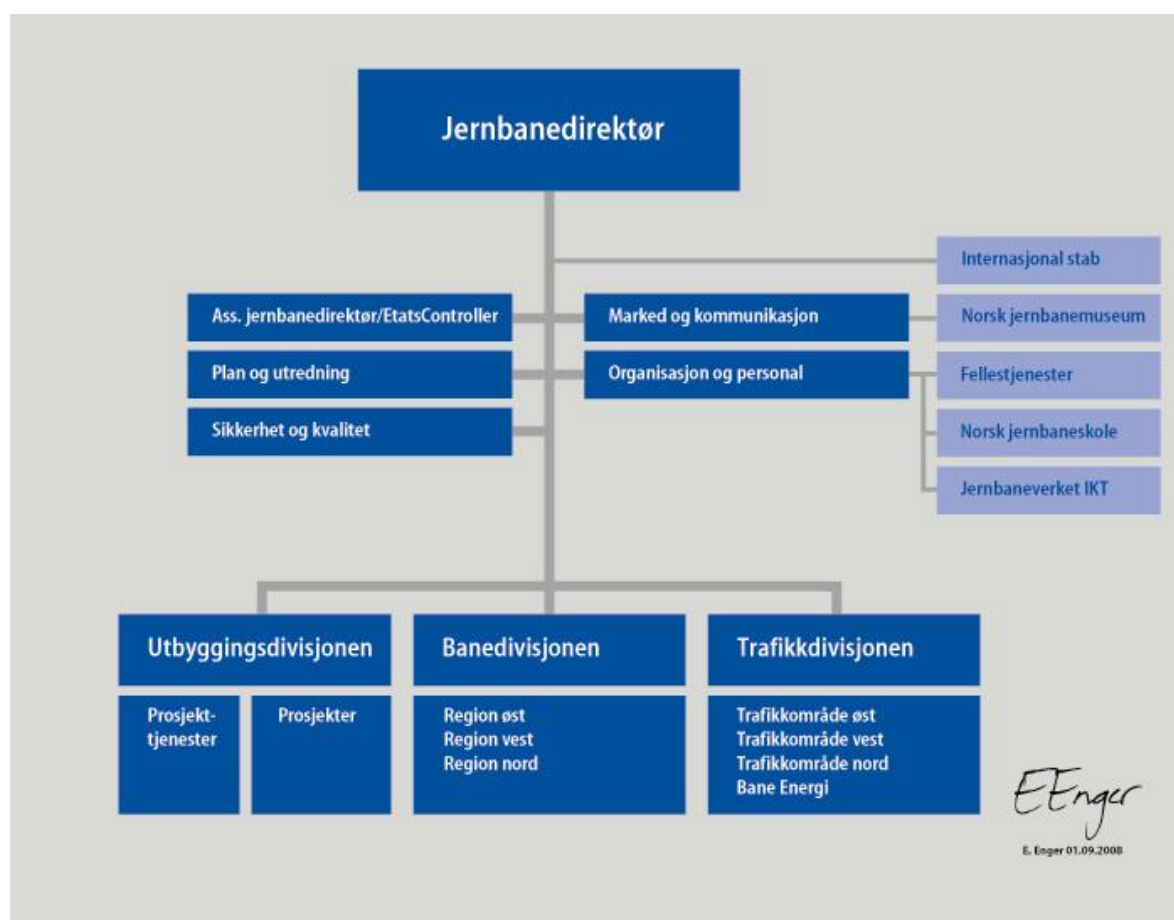 Jernbanedirektør
Internasjonal stab
Ass. jernbanedirektør/EtatsController
Marked og kommunikasjon
Norsk jernbanemuseum
Plan og utredning
Organisasjon og personal
Fellestjenester
Sikkerhet og kvalitet
Norsk jernbaneskole
Jernbaneverket IKT
Utbyggingsdivisjonen
Banedivisjonen
Trafikkdivisjonen
Prosjekt-
tjenester
Prosjekter
Region øst
Region vest
Region nord
Trafikkområde øst
Trafikkområde vest
Trafikkområde nord
Bane Energi
EEnger
E. Enger 01.09.2008